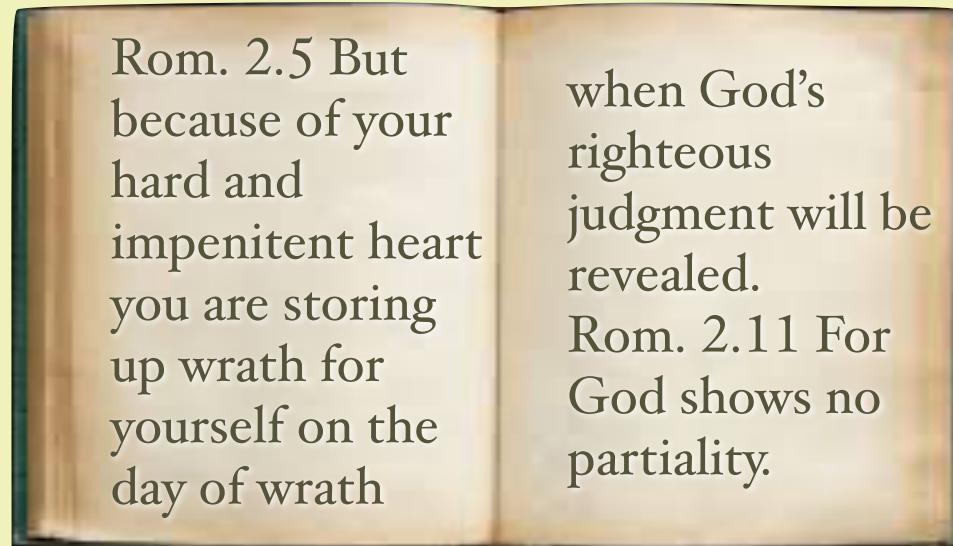 Rom. 2.5 But
because of your
hard and
impenitent heart
you are storing
up wrath for
yourself on the
day of wrath
when God’s
righteous
judgment will be
revealed.
Rom. 2.11 For
God shows no
partiality.